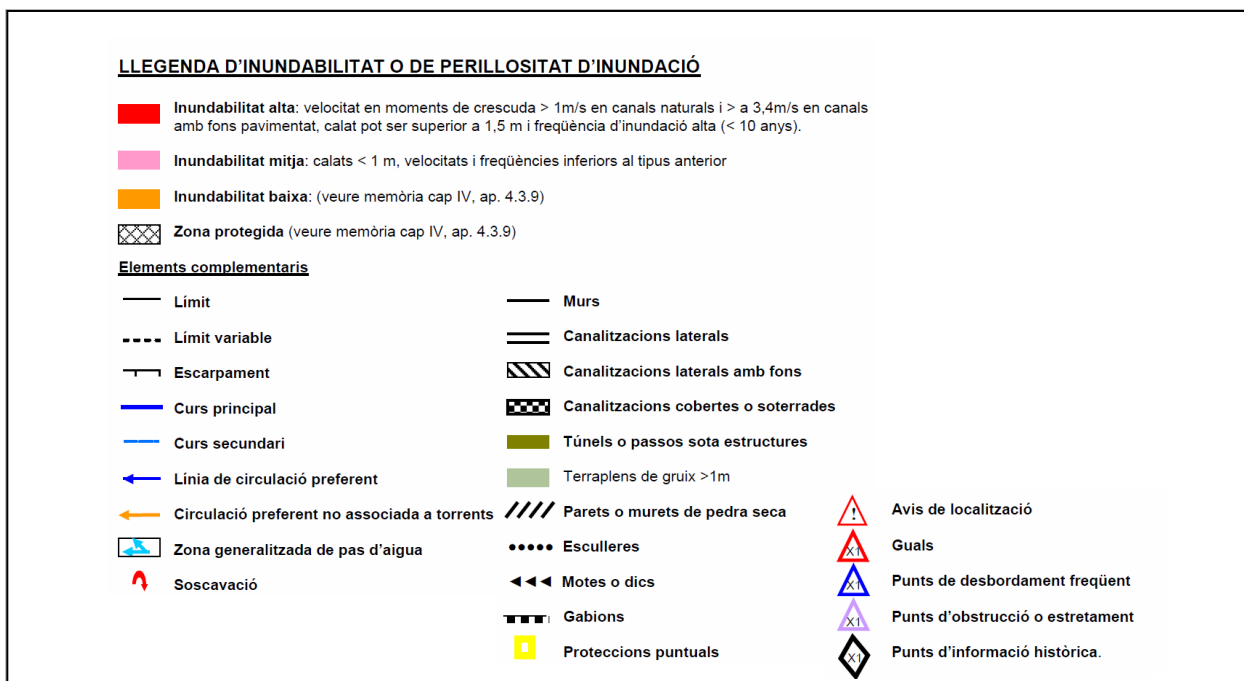 LLEGENDA D'INUNDABILITAT O DE PERILLOSITAT D'INUNDACIÓ
Inundabilitat alta: velocitat en moments de crescuda > 1m/s en canals naturals i > a 3,4m/s en canals
amb fons pavimentat, calat pot ser superior a 1,5 m i freqüència d'inundació alta (< 10 anys).
Inundabilitat mitja: calats < 1 m, velocitats i freqüències inferiors al tipus anterior
Inundabilitat baixa: (veure memòria cap IV, ap. 4.3.9)
Zona protegida (veure memòria cap IV, ap. 4.3.9)
Elements complementaris
Límit
Límit variable
Escarpament
Curs principal
Curs secundari
Línia de circulació preferent
Circulació preferent no associada a torrents
Zona generalitzada de pas d'aigua
Soscavació
Murs
Canalitzacions laterals
Canalitzacions laterals amb fons
Canalitzacions cobertes o soterrades
Túnels o passos sota estructures
Terraplens de gruix >1m
Parets o murets de pedra seca
Esculleres
Motes o dics
Gabions
Proteccions puntuals
! Avis de localització
X1 Guals
X1 Punts de desbordament freqüent
X1 Punts d'obstrucció o estretament
X1 Punts d'informació històrica.